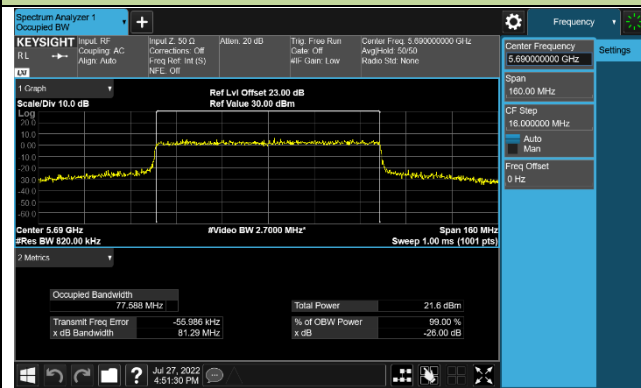 Spectrum Analyzer 1
Occupied BW
+
Frequency
KEYSIGHT
RL
LXI
Input: RF
Coupling: AC
Align: Auto
Input Z: 50 Ω
Corrections: Off
Freq Ref: Int (S)
NFE: Off
Atten: 20 dB
Trig: Free Run
Gate: Off
#IF Gain: Low
Center Freq: 5.690000000 GHz
Avg|Hold: 50/50
Radio Std: None
Center Frequency
5.690000000 GHz
Settings
Span
160.00 MHz
CF Step
16.000000 MHz
Auto
Man
Freq Offset
0 Hz
1 Graph
Scale/Div 10.0 dB
Ref Lvl Offset 23.00 dB
Ref Value 30.00 dBm
Log
20.0
10.0
0.00
-10.0
-20.0
-30.0
-40.0
-50.0
-60.0
Center 5.69 GHz
#Video BW 2.7000 MHz*
Span 160 MHz
#Res BW 820.00 kHz
Sweep 1.00 ms (1001 pts)
2 Metrics
Occupied Bandwidth
77.588 MHz
Total Power
21.6 dBm
Transmit Freq Error
-55.986 kHz
% of OBW Power
99.00 %
x dB Bandwidth
81.29 MHz
x dB
-26.00 dB
?
Jul 27, 2022
4:51:30 PM